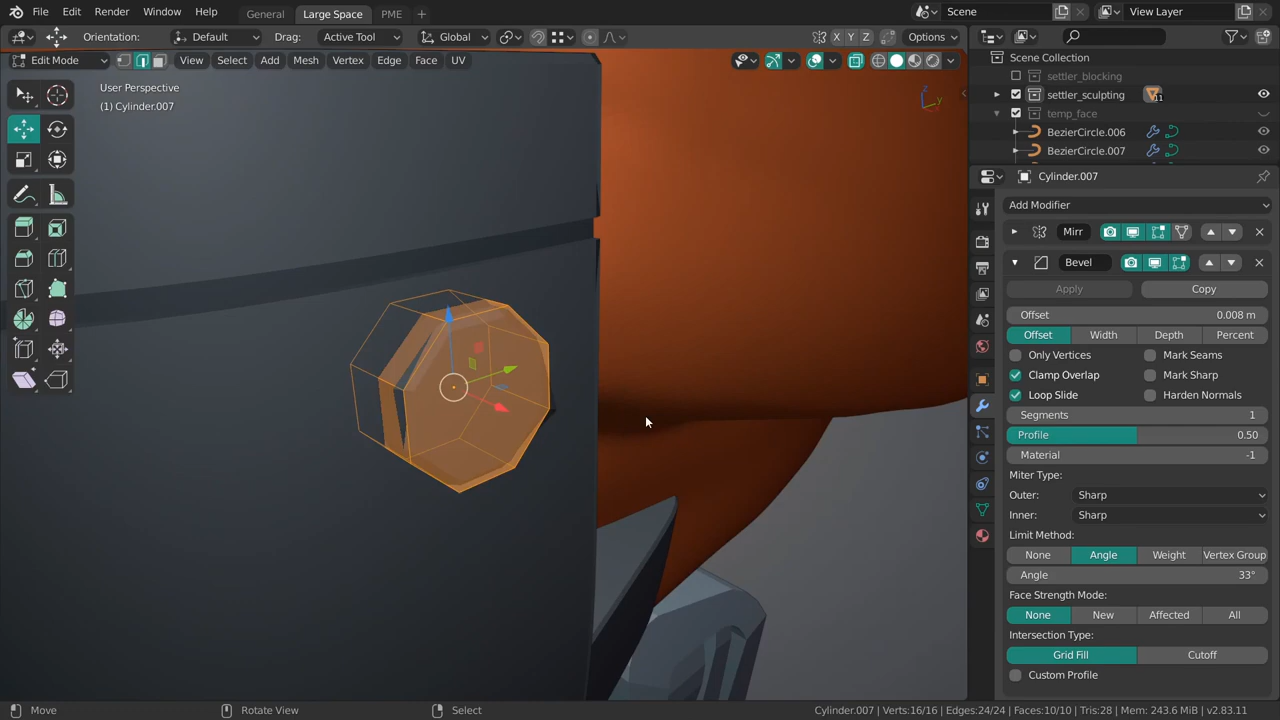 File Edit Render Window Help General Large Space PME + Scene View Layer
Orientation: Default Drag: Active Tool Global X Y Z Options
Edit Mode View Select Add Mesh Vertex Edge Face UV
User Perspective
(1) Cylinder.007
z
y
Scene Collection
settler_blocking
settler_sculpting 11
temp_face
BezierCircle.006
BezierCircle.007
Cylinder.007
Add Modifier
Mirr
Bevel
Apply Copy
Offset 0.008 m
Offset Width Depth Percent
Only Vertices Mark Seams
Clamp Overlap Mark Sharp
Loop Slide Harden Normals
Segments 1
Profile 0.50
Material -1
Miter Type:
Outer: Sharp
Inner: Sharp
Limit Method:
None Angle Weight Vertex Group
Angle 33°
Face Strength Mode:
None New Affected All
Intersection Type:
Grid Fill Cutoff
Custom Profile
Move Rotate View Select Cylinder.007 | Verts:16/16 | Edges:24/24 | Faces:10/10 | Tris:28 | Mem: 243.6 MiB | v2.83.11